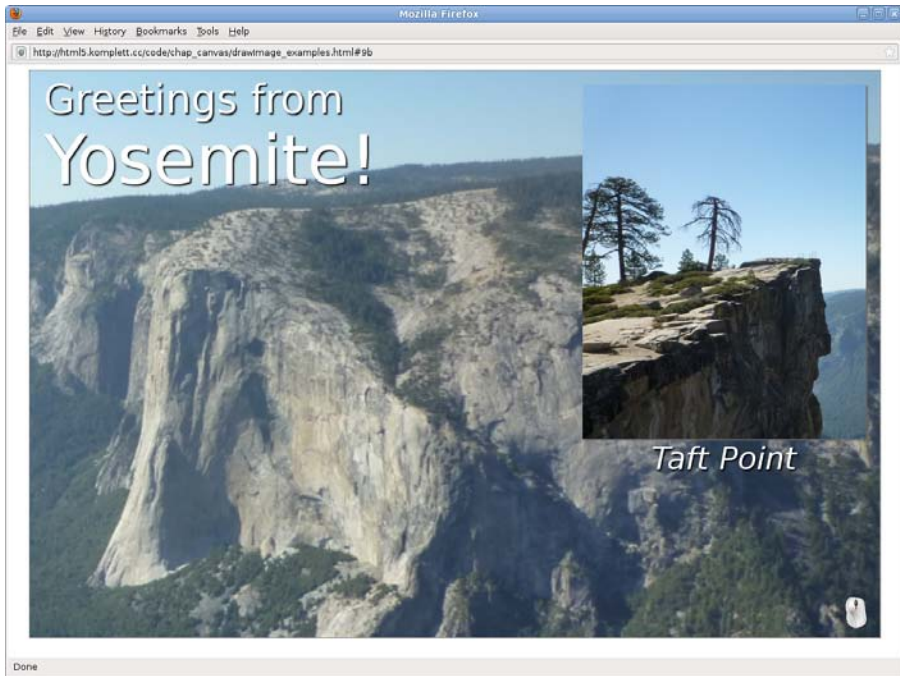 Mozilla Firefox
File Edit View History Bookmarks Tools Help
http://html5.komplett.cc/code/chap_canvas/drawImage_examples.html#9b
Greetings from
Yosemite!
Taft Point
Done